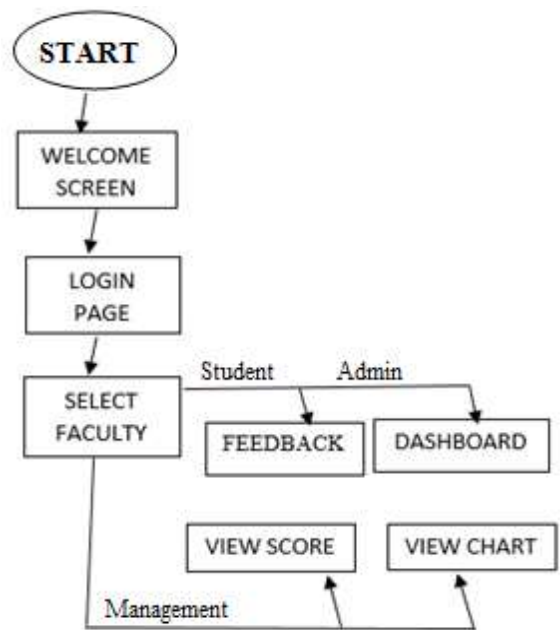 START
WELCOME
SCREEN
LOGIN
PAGE
Student Admin
SELECT
FACULTY
FEEDBACK DASHBOARD
VIEW SCORE VIEW CHART
Management